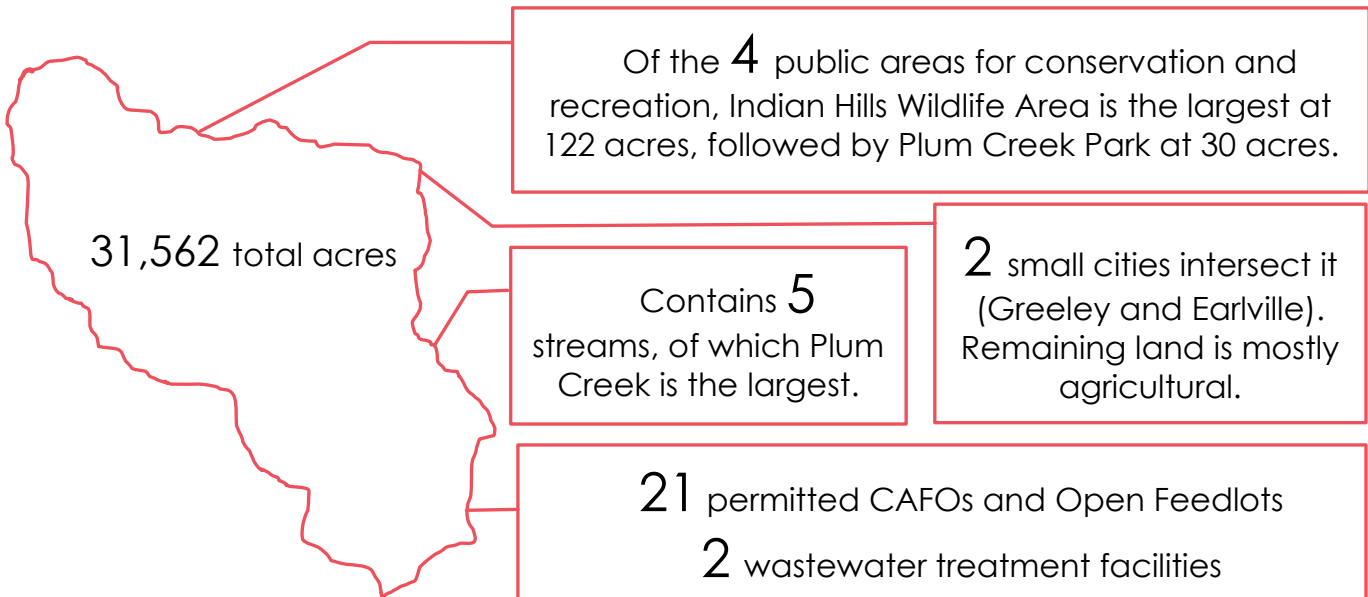 Of the 4 public areas for conservation and
recreation, Indian Hills Wildlife Area is the largest at
122 acres, followed by Plum Creek Park at 30 acres.
31,562 total acres
2 small cities intersect it
(Greeley and Earlville).
Remaining land is mostly
agricultural.
Contains 5
streams, of which Plum
Creek is the largest.
21 permitted CAFOs and Open Feedlots
2 wastewater treatment facilities